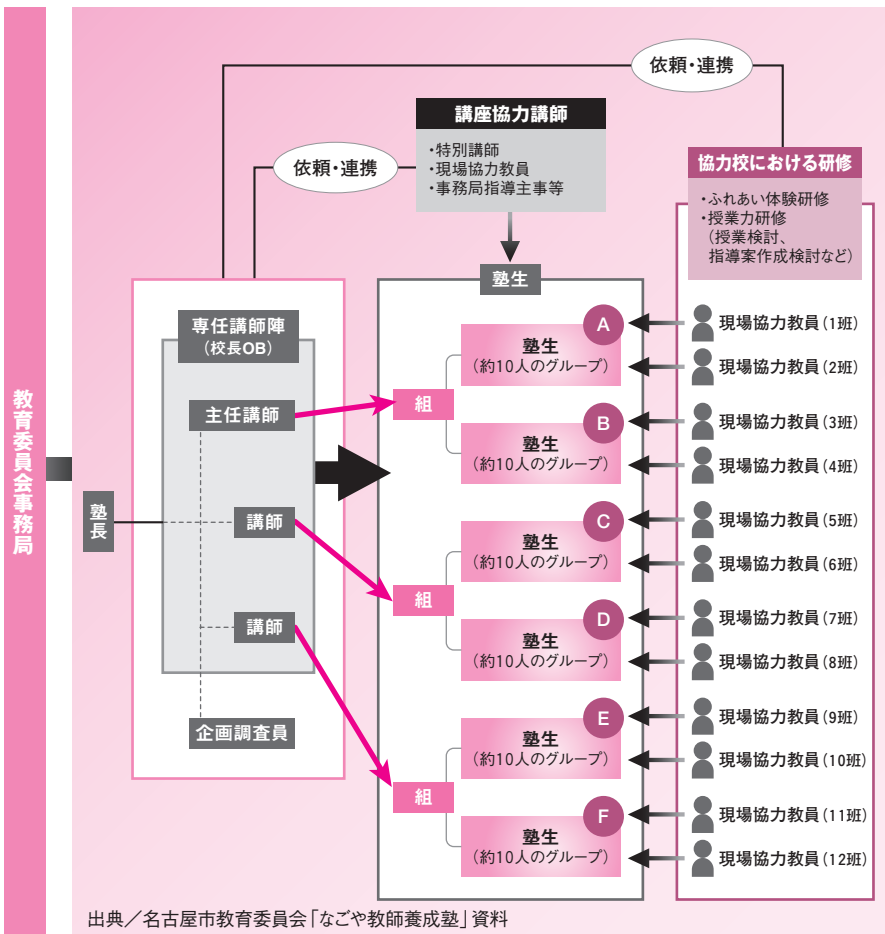 教育委員会事務局
依頼・連携
講座協力講師
・特別講師
・現場協力教員
・事務局指導主事等
依頼・連携
協力校における研修
・ふれあい体験研修
・授業力研修
(授業検討、
指導案作成検討など)
塾長
専任講師陣
(校長OB)
主任講師
講師
講師
企画調査員
塾生
組
A
塾生
(約10人のグループ)
B
塾生
(約10人のグループ)
組
C
塾生
(約10人のグループ)
D
塾生
(約10人のグループ)
組
E
塾生
(約10人のグループ)
F
塾生
(約10人のグループ)
現場協力教員(1班)
現場協力教員(2班)
現場協力教員(3班)
現場協力教員(4班)
現場協力教員(5班)
現場協力教員(6班)
現場協力教員(7班)
現場協力教員(8班)
現場協力教員(9班)
現場協力教員(10班)
現場協力教員(11班)
現場協力教員(12班)
出典/名古屋市教育委員会「なごや教師養成塾」資料